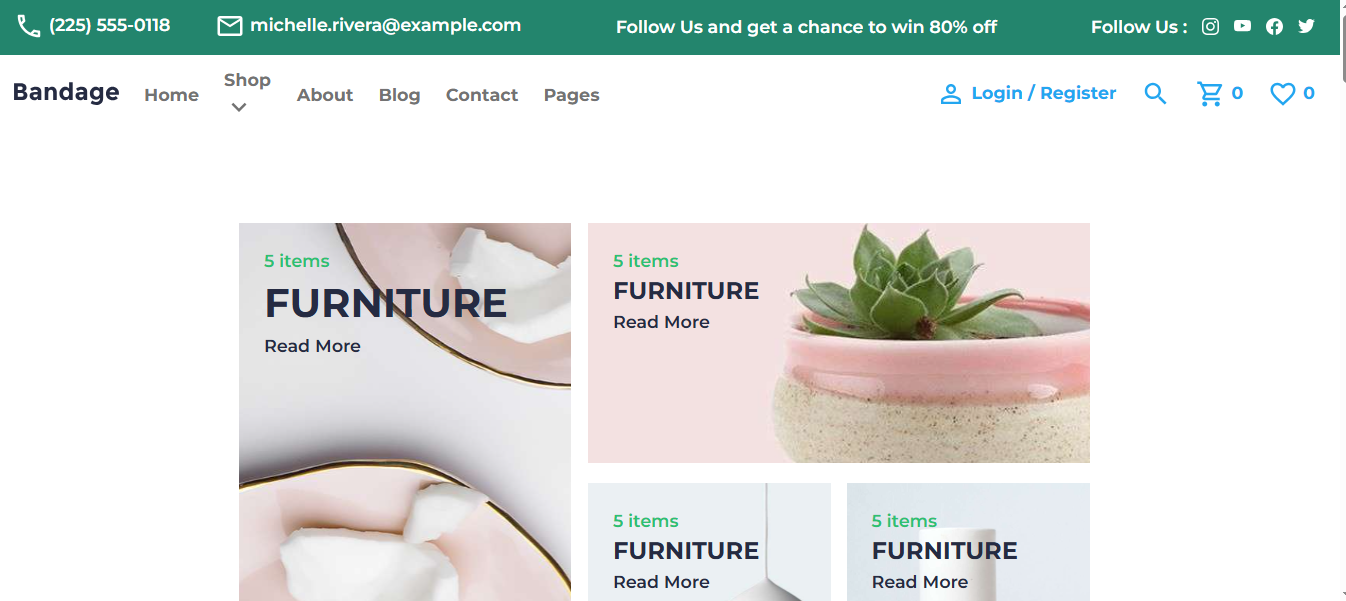 (225) 555-0118
michelle.rivera@example.com
Follow Us and get a chance to win 80% off
Follow Us :
Bandage
Home
Shop
About
Blog
Contact
Pages
Login / Register
0
0
5 items
FURNITURE
Read More
5 items
FURNITURE
Read More
5 items
FURNITURE
Read More
5 items
FURNITURE
Read More